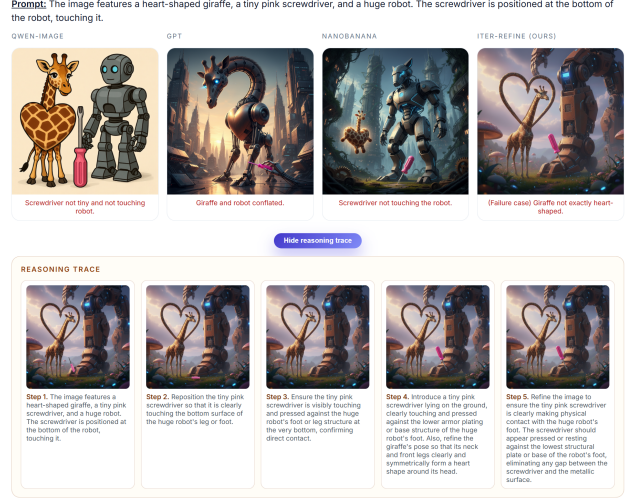 Prompt: The image features a heart-shaped giraffe, a tiny pink screwdriver, and a huge robot. The screwdriver is positioned at the bottom of
the robot, touching it.
QWEN-IMAGE
GPT
NANOBANNA
ITER-REFINE (OURS)
Screwdriver not tiny and not touching
robot.
Giraffe and robot conflated.
Screwdriver not touching the robot.
(Failure case) Giraffe not exactly heart-
shaped.
Hide reasoning trace
REASONING TRACE
Step 1. The image features a
heart-shaped giraffe, a tiny pink
screwdriver, and a huge robot.
The screwdriver is positioned at
the bottom of the robot,
touching it.
Step 2. Reposition the tiny pink
screwdriver so that it is clearly
touching the bottom surface of
the huge robot's leg or foot.
Step 3. Ensure the tiny pink
screwdriver is visibly touching
and pressed against the huge
robot's foot or leg structure at
the very bottom, confirming
direct contact.
Step 4. Introduce a tiny pink
screwdriver lying on the ground,
clearly touching and pressed
against the lower armor plating
or base structure of the huge
robot's foot. Also, refine the
giraffe's pose so that its neck
and front legs clearly and
symmetrically form a heart
shape around its head.
Step 5. Refine the image to
ensure the tiny pink screwdriver
is clearly making physical
contact with the huge robot's
foot. The screwdriver should
appear pressed or resting
against the lowest structural
plate or base of the robot's foot,
eliminating any gap between the
screwdriver and the metallic
surface.